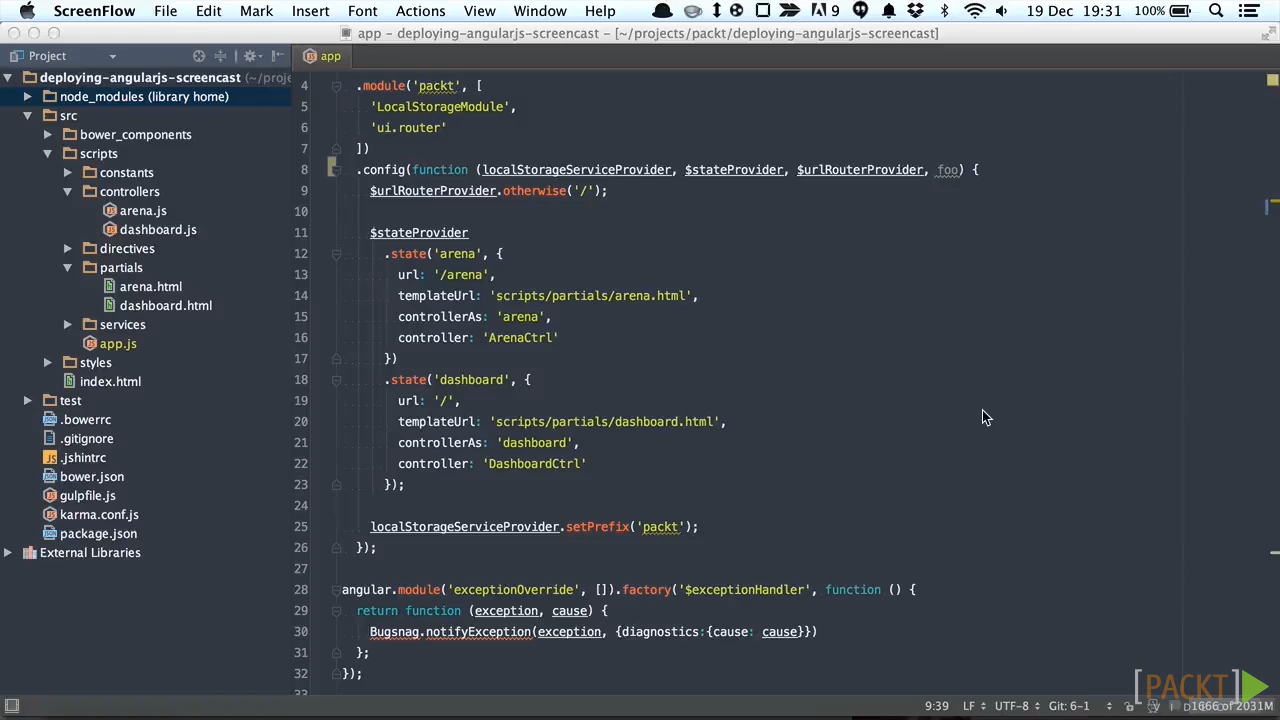 ScreenFlow File Edit Mark Insert Font Actions View Window Help 9 19 Dec 19:31 100%
app - deploying-angularjs-screencast - [~/projects/packt/deploying-angularjs-screencast]
Project
app
deploying-angularjs-screencast (~/proje
node_modules (library home)
src
bower_components
scripts
constants
controllers
arena.js
dashboard.js
directives
partials
arena.html
dashboard.html
services
app.js
styles
index.html
test
.bowerrc
.gitignore
.jshintrc
bower.json
gulpfile.js
karma.conf.js
package.json
External Libraries
4 .module('packt', [
5 'LocalStorageModule',
6 'ui.router'
7 ])
8 .config(function (localStorageServiceProvider, $stateProvider, $urlRouterProvider, foo) {
9 $urlRouterProvider.otherwise('/');
10
11 $stateProvider
12 .state('arena', {
13 url: '/arena',
14 templateUrl: 'scripts/partials/arena.html',
15 controllerAs: 'arena',
16 controller: 'ArenaCtrl'
17 })
18 .state('dashboard', {
19 url: '/',
20 templateUrl: 'scripts/partials/dashboard.html',
21 controllerAs: 'dashboard',
22 controller: 'DashboardCtrl'
23 });
24
25 localStorageServiceProvider.setPrefix('packt');
26 });
27
28 angular.module('exceptionOverride', []).factory('$exceptionHandler', function () {
29 return function (exception, cause) {
30 Bugsnag.notifyException(exception, {diagnostics:{cause: cause}})
31 };
32 });
33
[PACKT]
9:39 LF UTF-8 Git: 6-1 1666 of 2031M